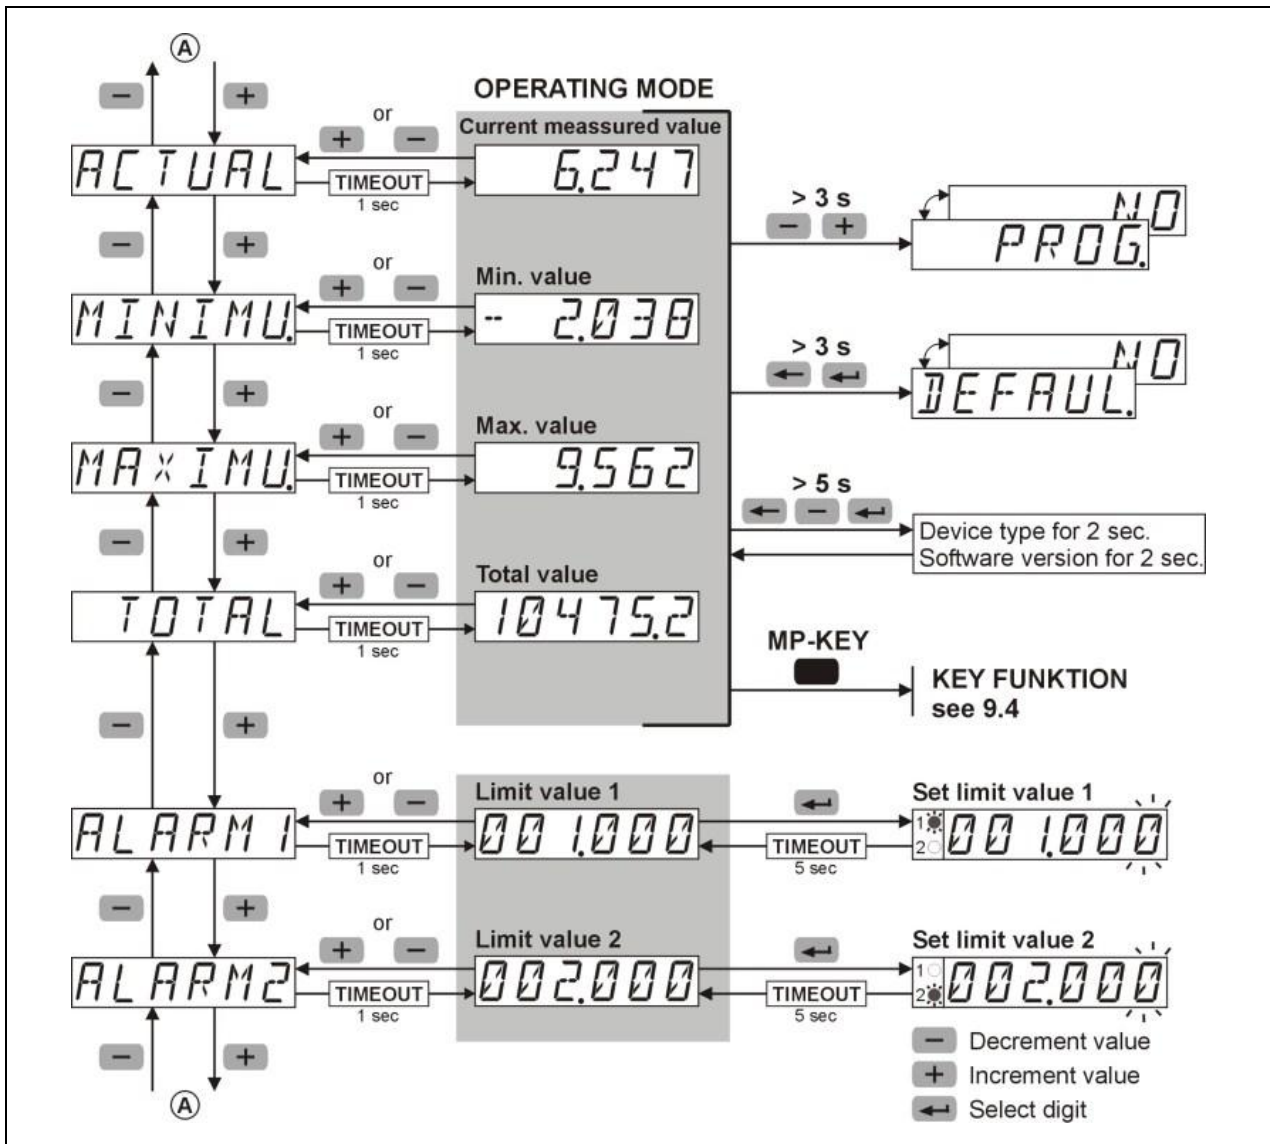 A
OPERATING MODE
− + or Current meassured value
+ −
ACTUAL 6.247
TIMEOUT
1 sec
> 3 s NO
− + PROG.
− + or Min. value
+ −
MINIMU. - 2.038
TIMEOUT
1 sec
> 3 s NO
DEFAUL.
− + or Max. value
+ −
MAXIMU. 9.562
TIMEOUT
1 sec
> 5 s
−
Device type for 2 sec.
Software version for 2 sec.
− + or Total value
+ −
TOTAL 10475.2
TIMEOUT
1 sec
MP-KEY
KEY FUNKTION
see 9.4
− + or Limit value 1 Set limit value 1
+ −
ALARM1 001.000 1 2 001.000
TIMEOUT TIMEOUT
1 sec 5 sec
− + or Limit value 2 Set limit value 2
+ −
ALARM2 002.000 1 2 002.000
TIMEOUT TIMEOUT
1 sec 5 sec
− +
A
− Decrement value
+ Increment value
Select digit